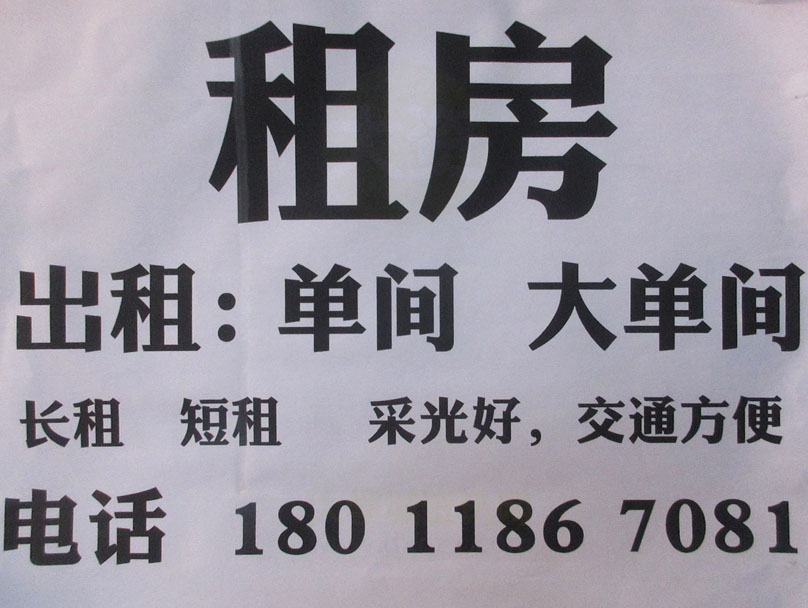 租房
出租：单间 大单间
长租 短租 采光好，交通方便
电话 180 1186 7081